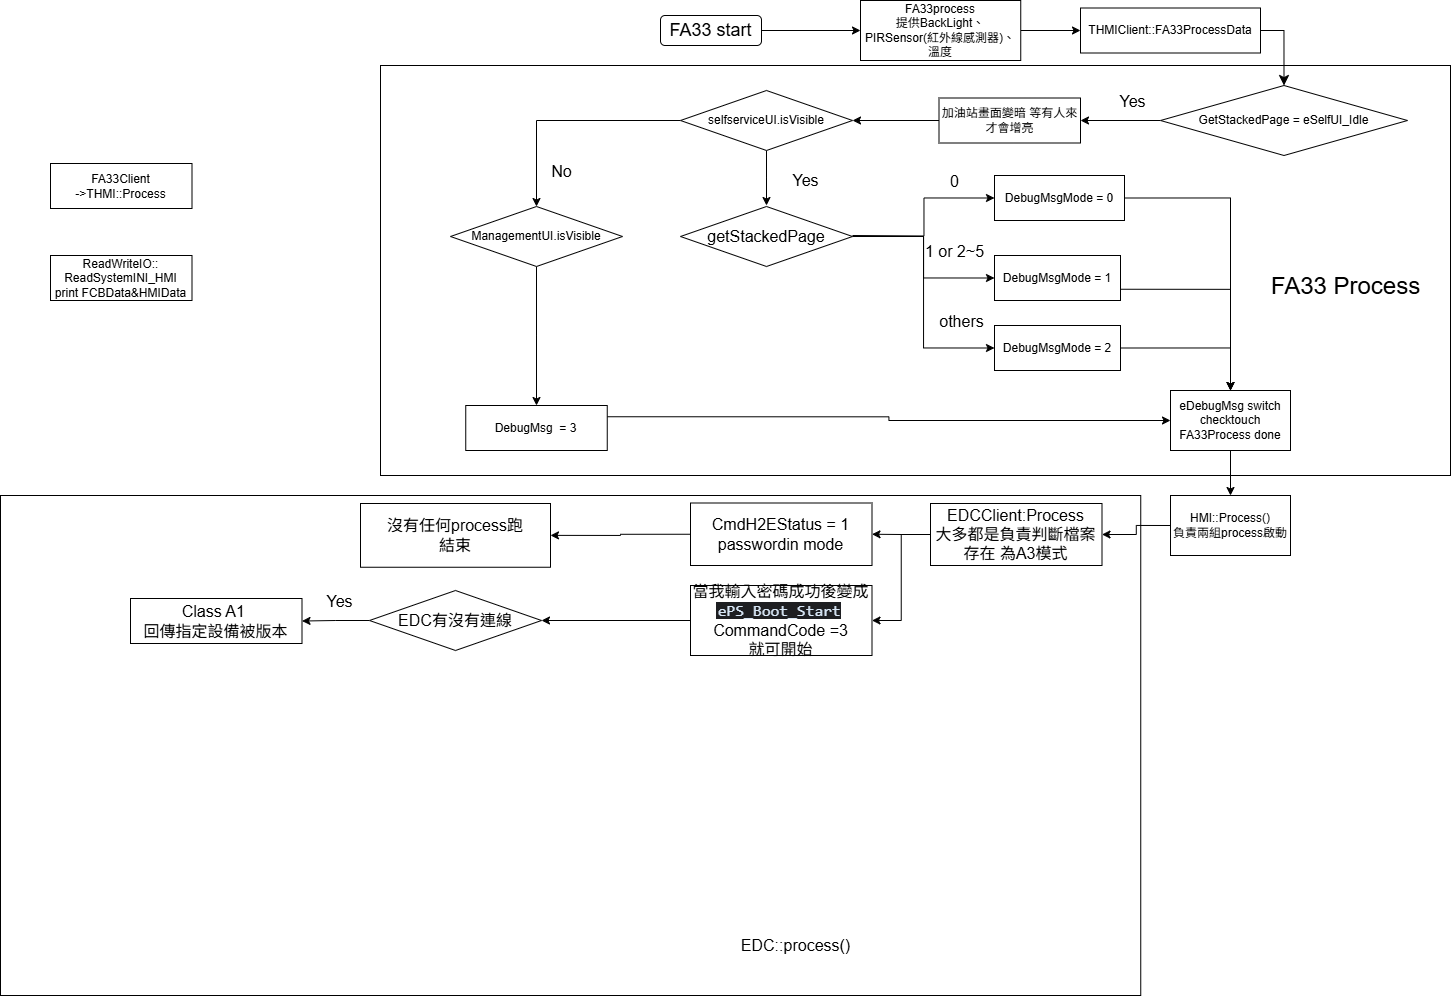 FA33 start
FA33process
提供BackLight、
PIRSensor(紅外線感測器)、
溫度
THMIClient::FA33ProcessData
GetStackedPage = eSelfUI_Idle
Yes
加油站畫面變暗 等有人來
才會增亮
selfserviceUI.isVisible
No
Yes
FA33Client
->THMI::Process
ManagementUI.isVisible
getStackedPage
0
DebugMsgMode = 0
1 or 2~5
DebugMsgMode = 1
others
DebugMsgMode = 2
ReadWriteIO::
ReadSystemINI_HMI
print FCBData&HMIData
FA33 Process
DebugMsg  = 3
eDebugMsg switch
checktouch
FA33Process done
HMI::Process()
負責兩組process啟動
EDCClient:Process
大多都是負責判斷檔案
存在 為A3模式
CmdH2EStatus = 1
passwordin mode
沒有任何process跑
結束
當我輸入密碼成功後變成
ePS_Boot_Start
CommandCode =3
就可開始
EDC有沒有連線
Yes
Class A1
回傳指定設備被版本
EDC::process()